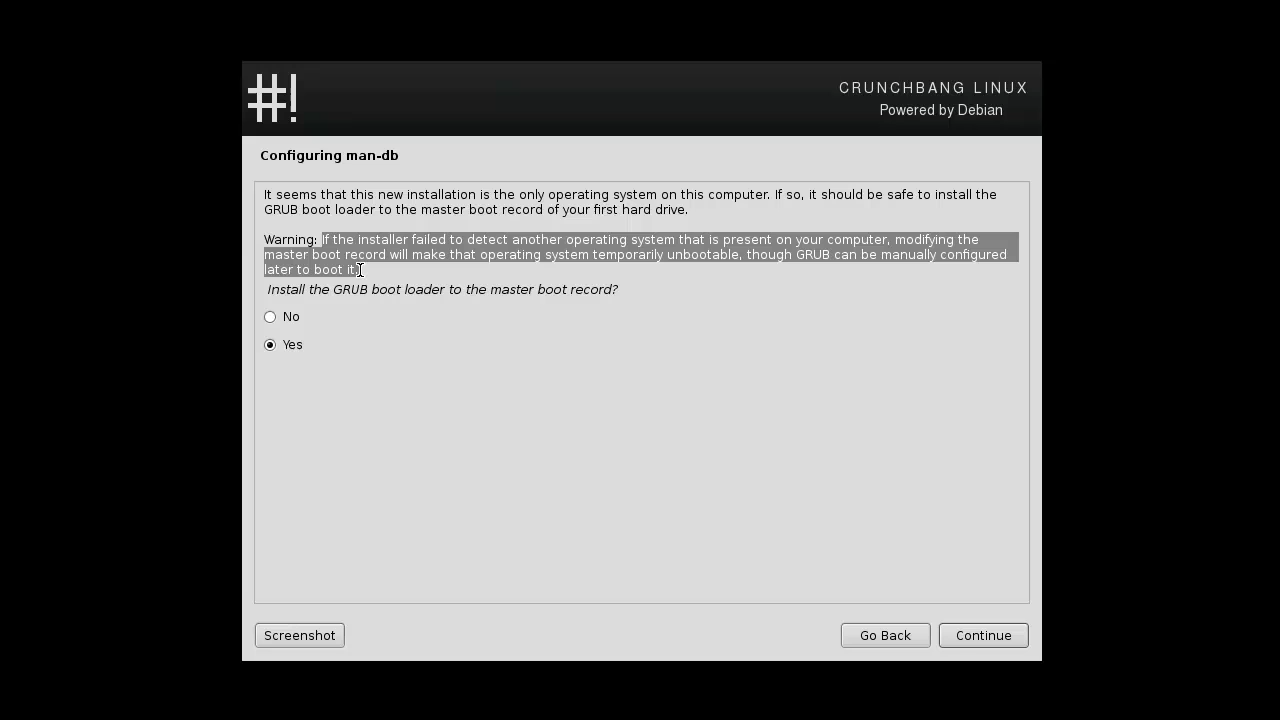 #!
CRUNCHBANG LINUX
Powered by Debian
Configuring man-db
It seems that this new installation is the only operating system on this computer. If so, it should be safe to install the
GRUB boot loader to the master boot record of your first hard drive.
Warning: If the installer failed to detect another operating system that is present on your computer, modifying the
master boot record will make that operating system temporarily unbootable, though GRUB can be manually configured
later to boot it.
Install the GRUB boot loader to the master boot record?
No
Yes
Screenshot
Go Back
Continue